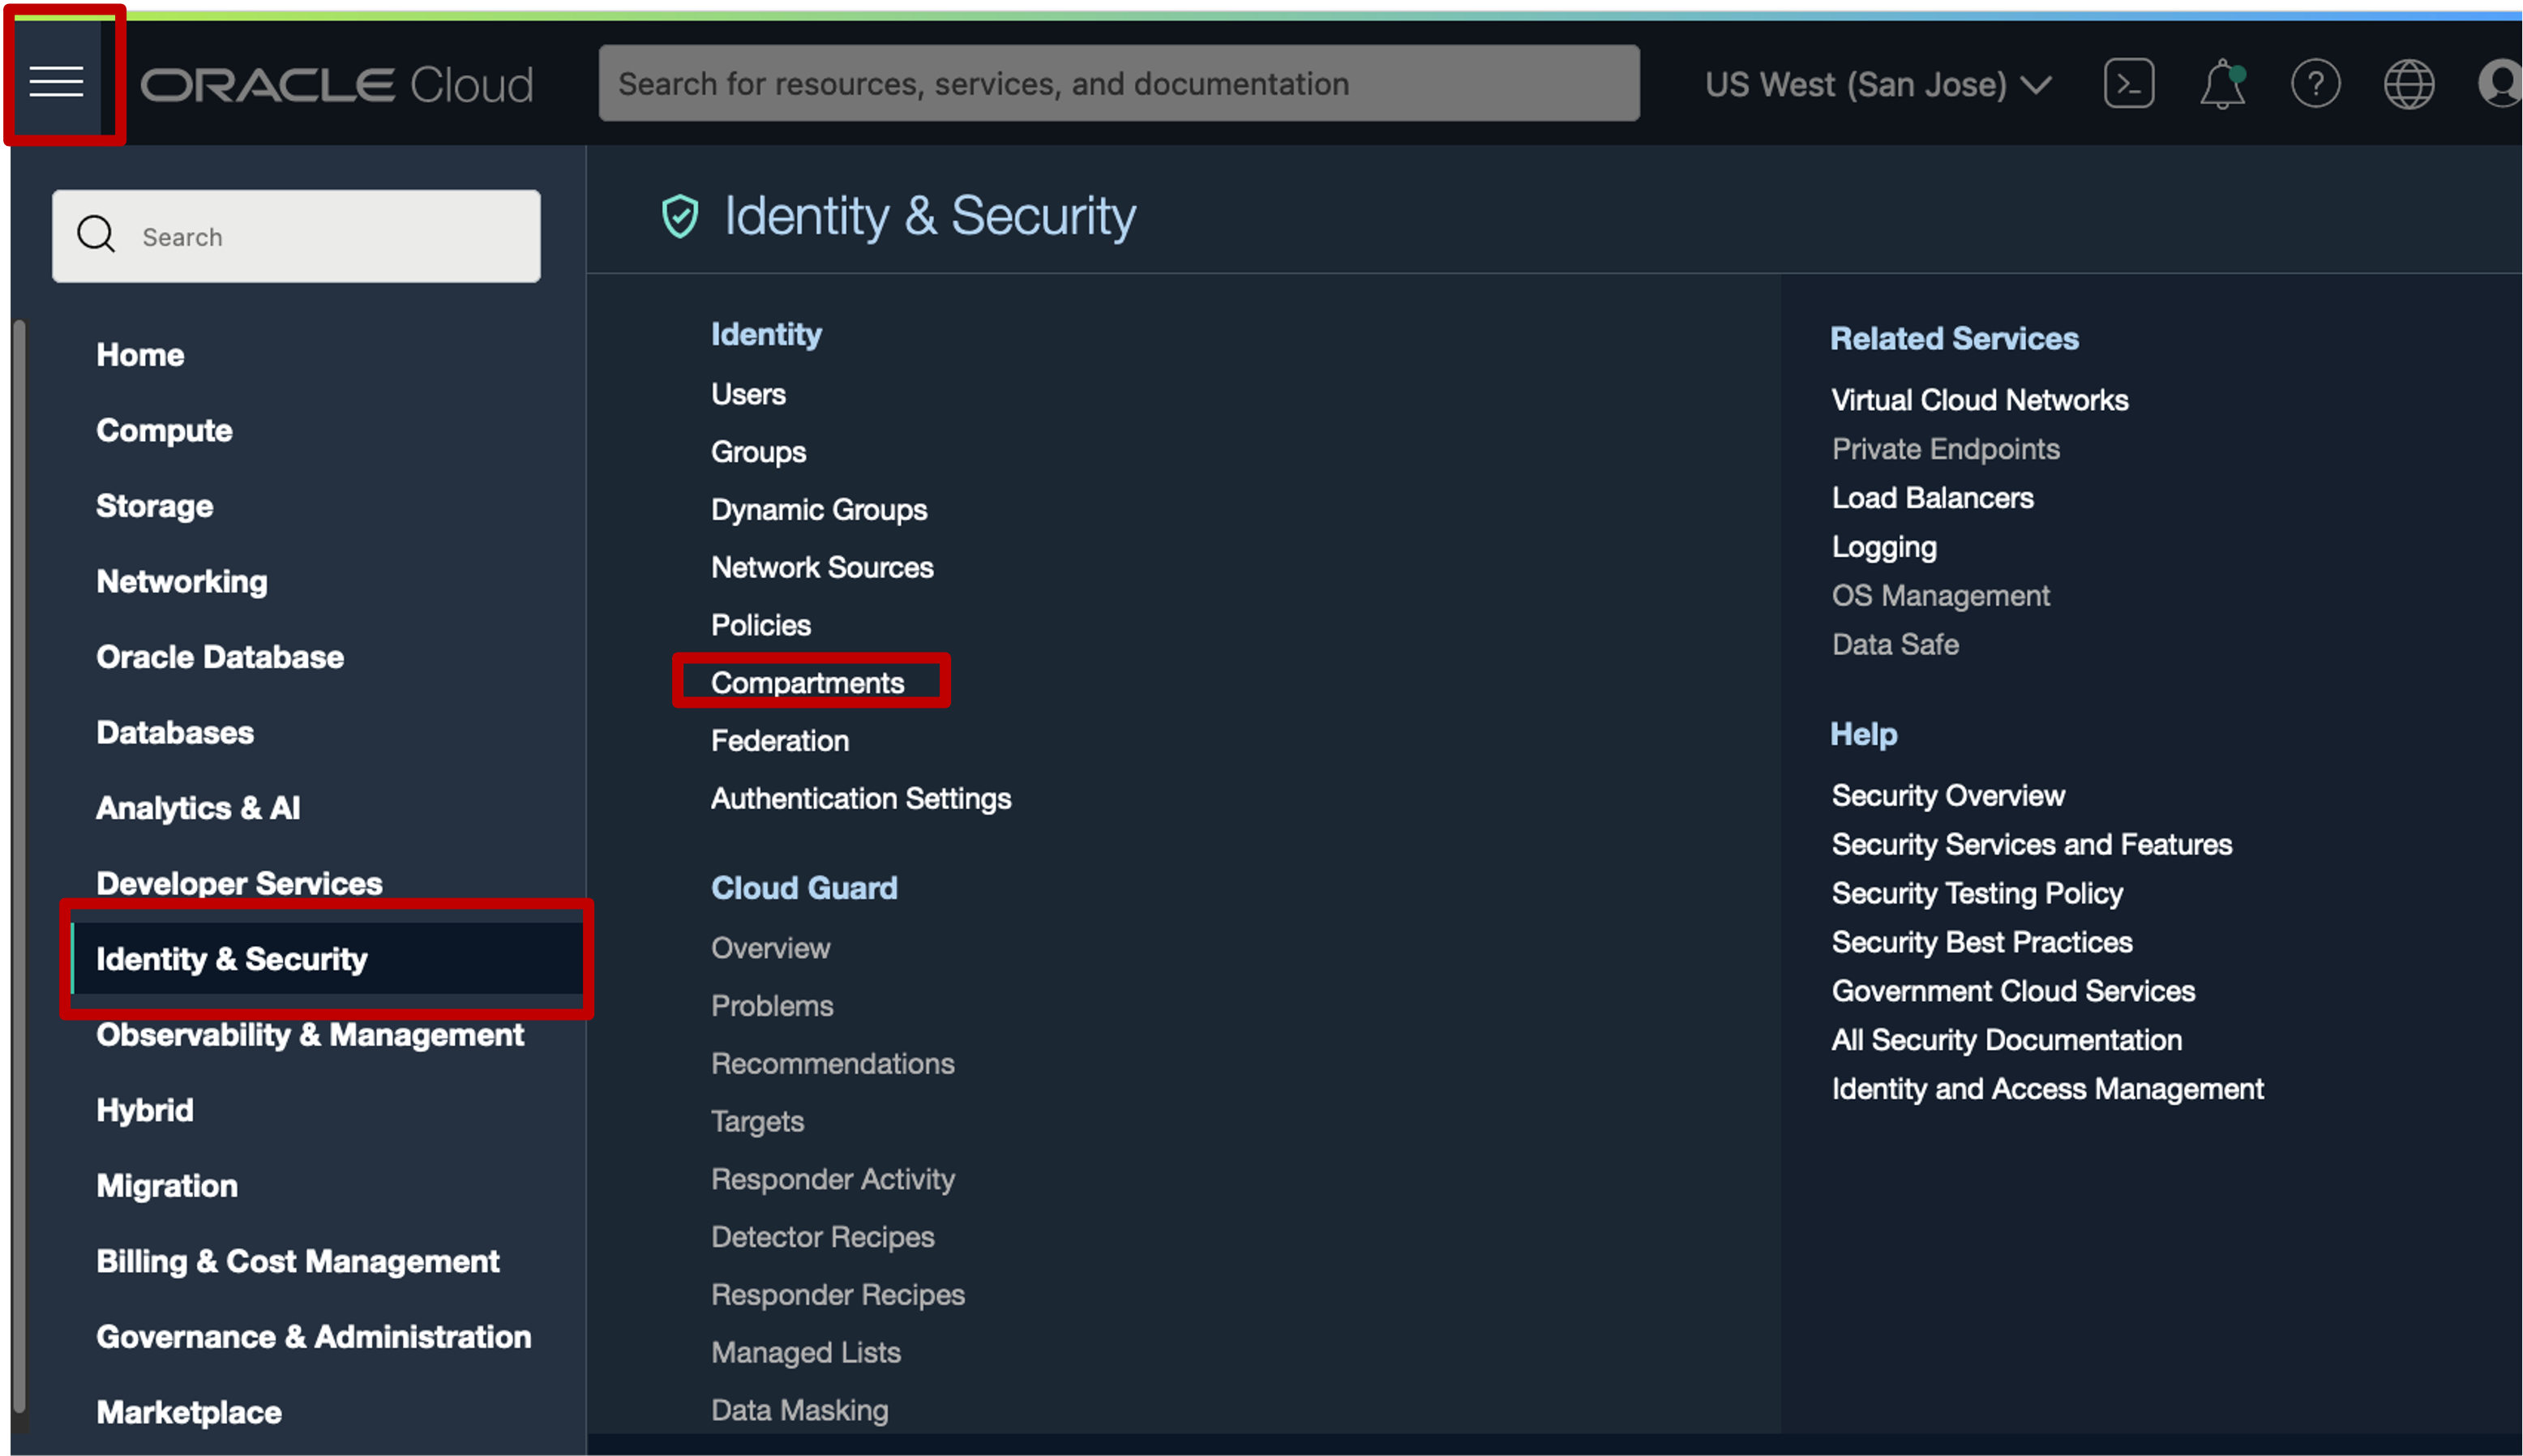 ORACLE Cloud
Search for resources, services, and documentation
US West (San Jose)
Search
Home
Compute
Storage
Networking
Oracle Database
Databases
Analytics & AI
Developer Services
Identity & Security
Observability & Management
Hybrid
Migration
Billing & Cost Management
Governance & Administration
Marketplace
Identity & Security
Identity
Users
Groups
Dynamic Groups
Network Sources
Policies
Compartments
Federation
Authentication Settings
Cloud Guard
Overview
Problems
Recommendations
Targets
Responder Activity
Detector Recipes
Responder Recipes
Managed Lists
Data Masking
Related Services
Virtual Cloud Networks
Private Endpoints
Load Balancers
Logging
OS Management
Data Safe
Help
Security Overview
Security Services and Features
Security Testing Policy
Security Best Practices
Government Cloud Services
All Security Documentation
Identity and Access Management